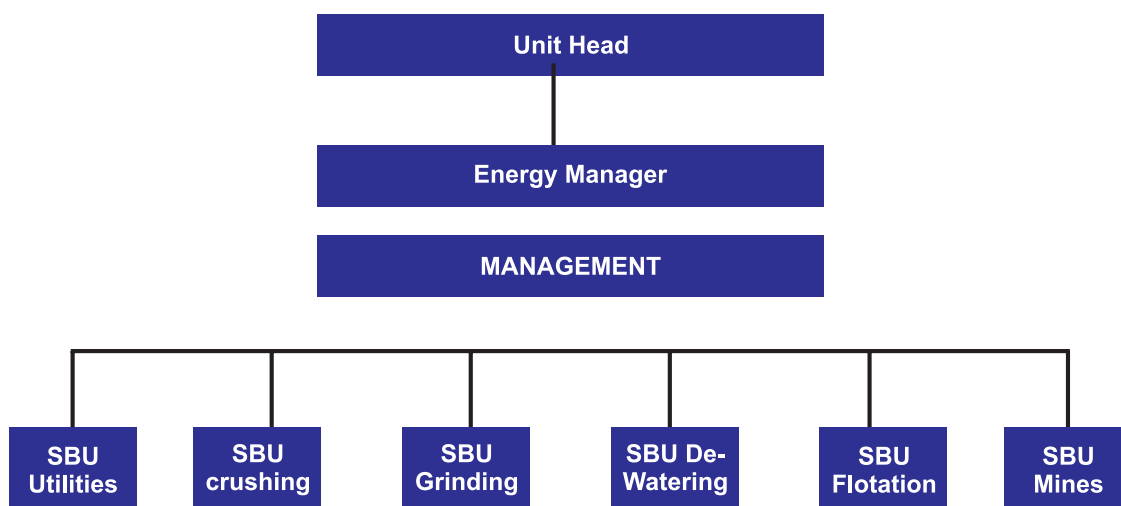 Unit Head
Energy Manager
MANAGEMENT
SBU
Utilities
SBU
crushing
SBU
Grinding
SBU De-
Watering
SBU
Flotation
SBU
Mines